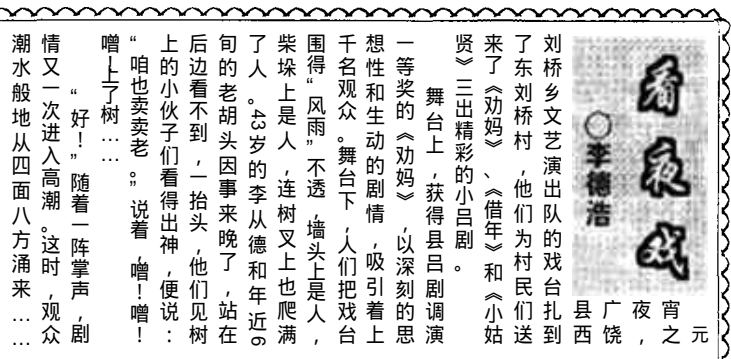 看夜戏
○李德浩
元
宵之
夜，
广饶
县西
刘桥乡文艺演出队的戏台扎到
了东刘桥村，他们为村民们送
来了《劝妈》、《借年》和《小姑
贤》三出精彩的小吕剧。
舞台上，获得县吕剧调演
一等奖的《劝妈》，以深刻的思
想性和生动的剧情，吸引着上
千名观众。舞台下，人们把戏台
围得“风雨”不透，墙头上是人，
柴垛上是人，连树叉上也爬满
了人。43岁的李从德和年近6
旬的老胡头因事来晚了，站在
后边看不到，一抬头，他们见树
上的小伙子们看得出神，便说：
“咱也卖卖老。”说着，噌！噌！
噌！上了树……
“好！”随着一阵掌声，剧
情又一次进入高潮。这时，观众
潮水般地从四面八方涌来……